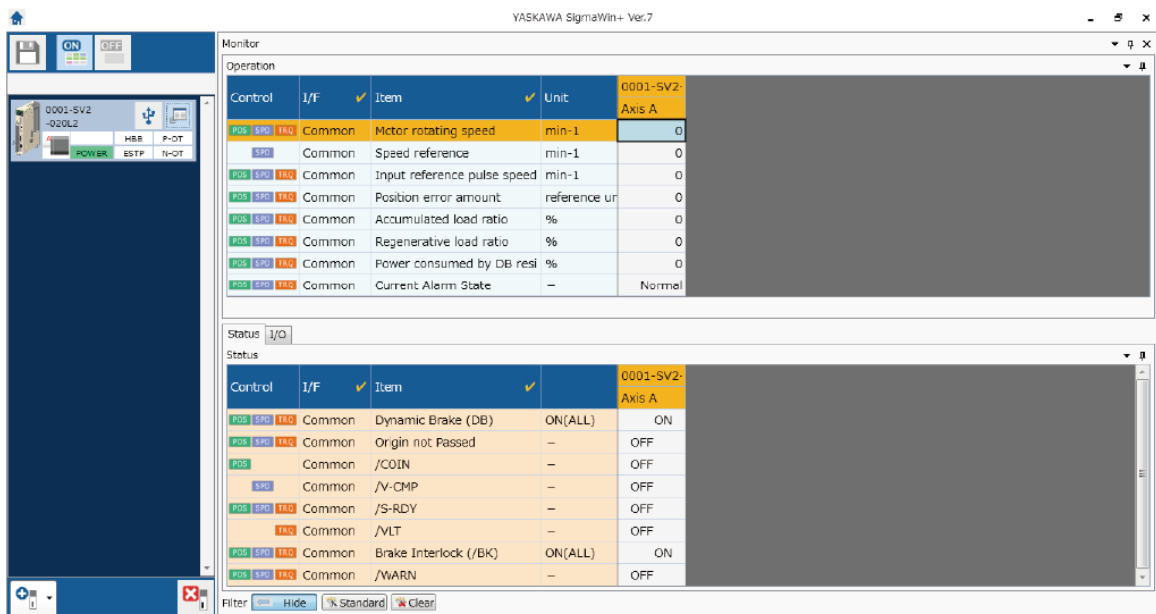 YASKAWA SigmaWin+ Ver.7
ON OFF
Monitor
Operation
0001-SV2
-020L2
HBB P-OT
POWER ESTP N-OT
Control I/F Item Unit 0001-SV2-
Axis A
POS SPD TRQ Common Motor rotating speed min-1 0
SPD Common Speed reference min-1 0
POS SPD TRQ Common Input reference pulse speed min-1 0
POS SPD TRQ Common Position error amount reference un 0
POS SPD TRQ Common Accumulated load ratio % 0
POS SPD TRQ Common Regenerative load ratio % 0
POS SPD TRQ Common Power consumed by DB resi % 0
POS SPD TRQ Common Current Alarm State – Normal
Status I/O
Status
Control I/F Item 0001-SV2-
Axis A
POS SPD TRQ Common Dynamic Brake (DB) ON(ALL) ON
POS SPD TRQ Common Origin not Passed – OFF
POS Common /COIN – OFF
SPD Common /V-CMP – OFF
POS SPD TRQ Common /S-RDY – OFF
TRQ Common /VLT – OFF
POS SPD TRQ Common Brake Interlock (/BK) ON(ALL) ON
POS SPD TRQ Common /WARN – OFF
Filter Hide Standard Clear